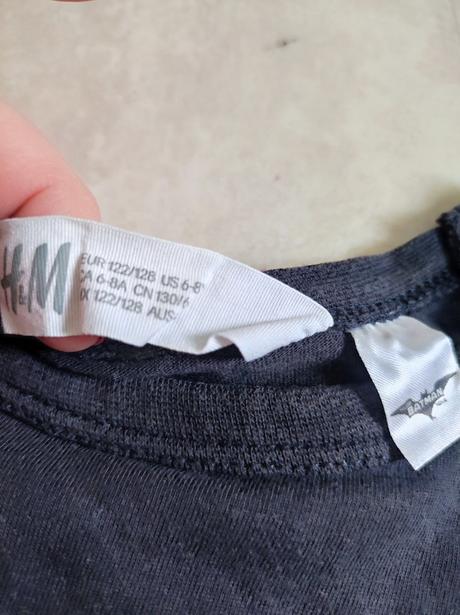 H&M
EUR 122/128 US 6-8
CA 6-8A CN 130/
MX 122/128 AUS
BATMAN